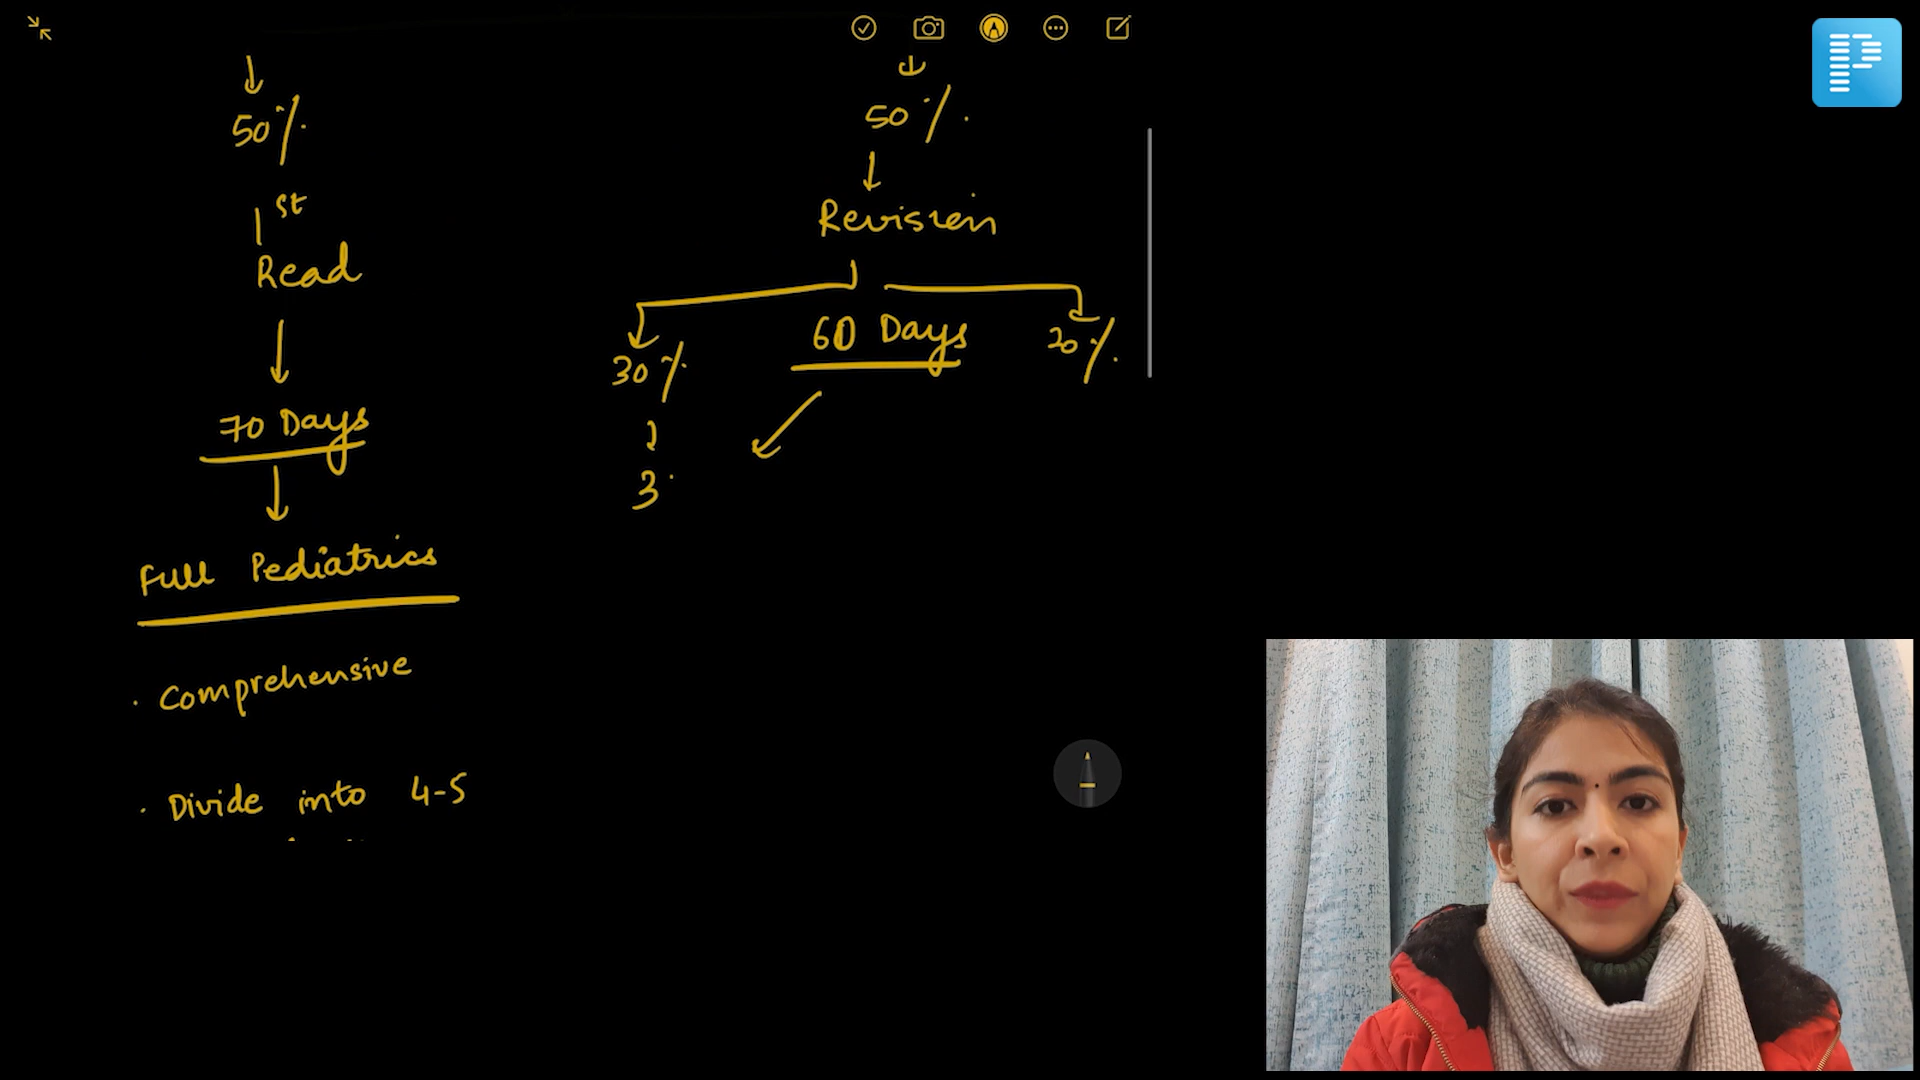 50%.
1st
Read
70 Days
Full Pediatrics
. Comprehensive
. Divide into 4-5
50%.
Revision
60 Days
30%.
3
20%.